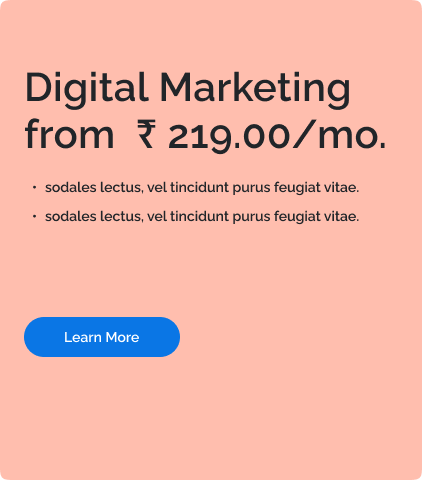 Digital Marketing
from ₹ 219.00/mo.
• sodales lectus, vel tincidunt purus feugiat vitae.
• sodales lectus, vel tincidunt purus feugiat vitae.
Learn More